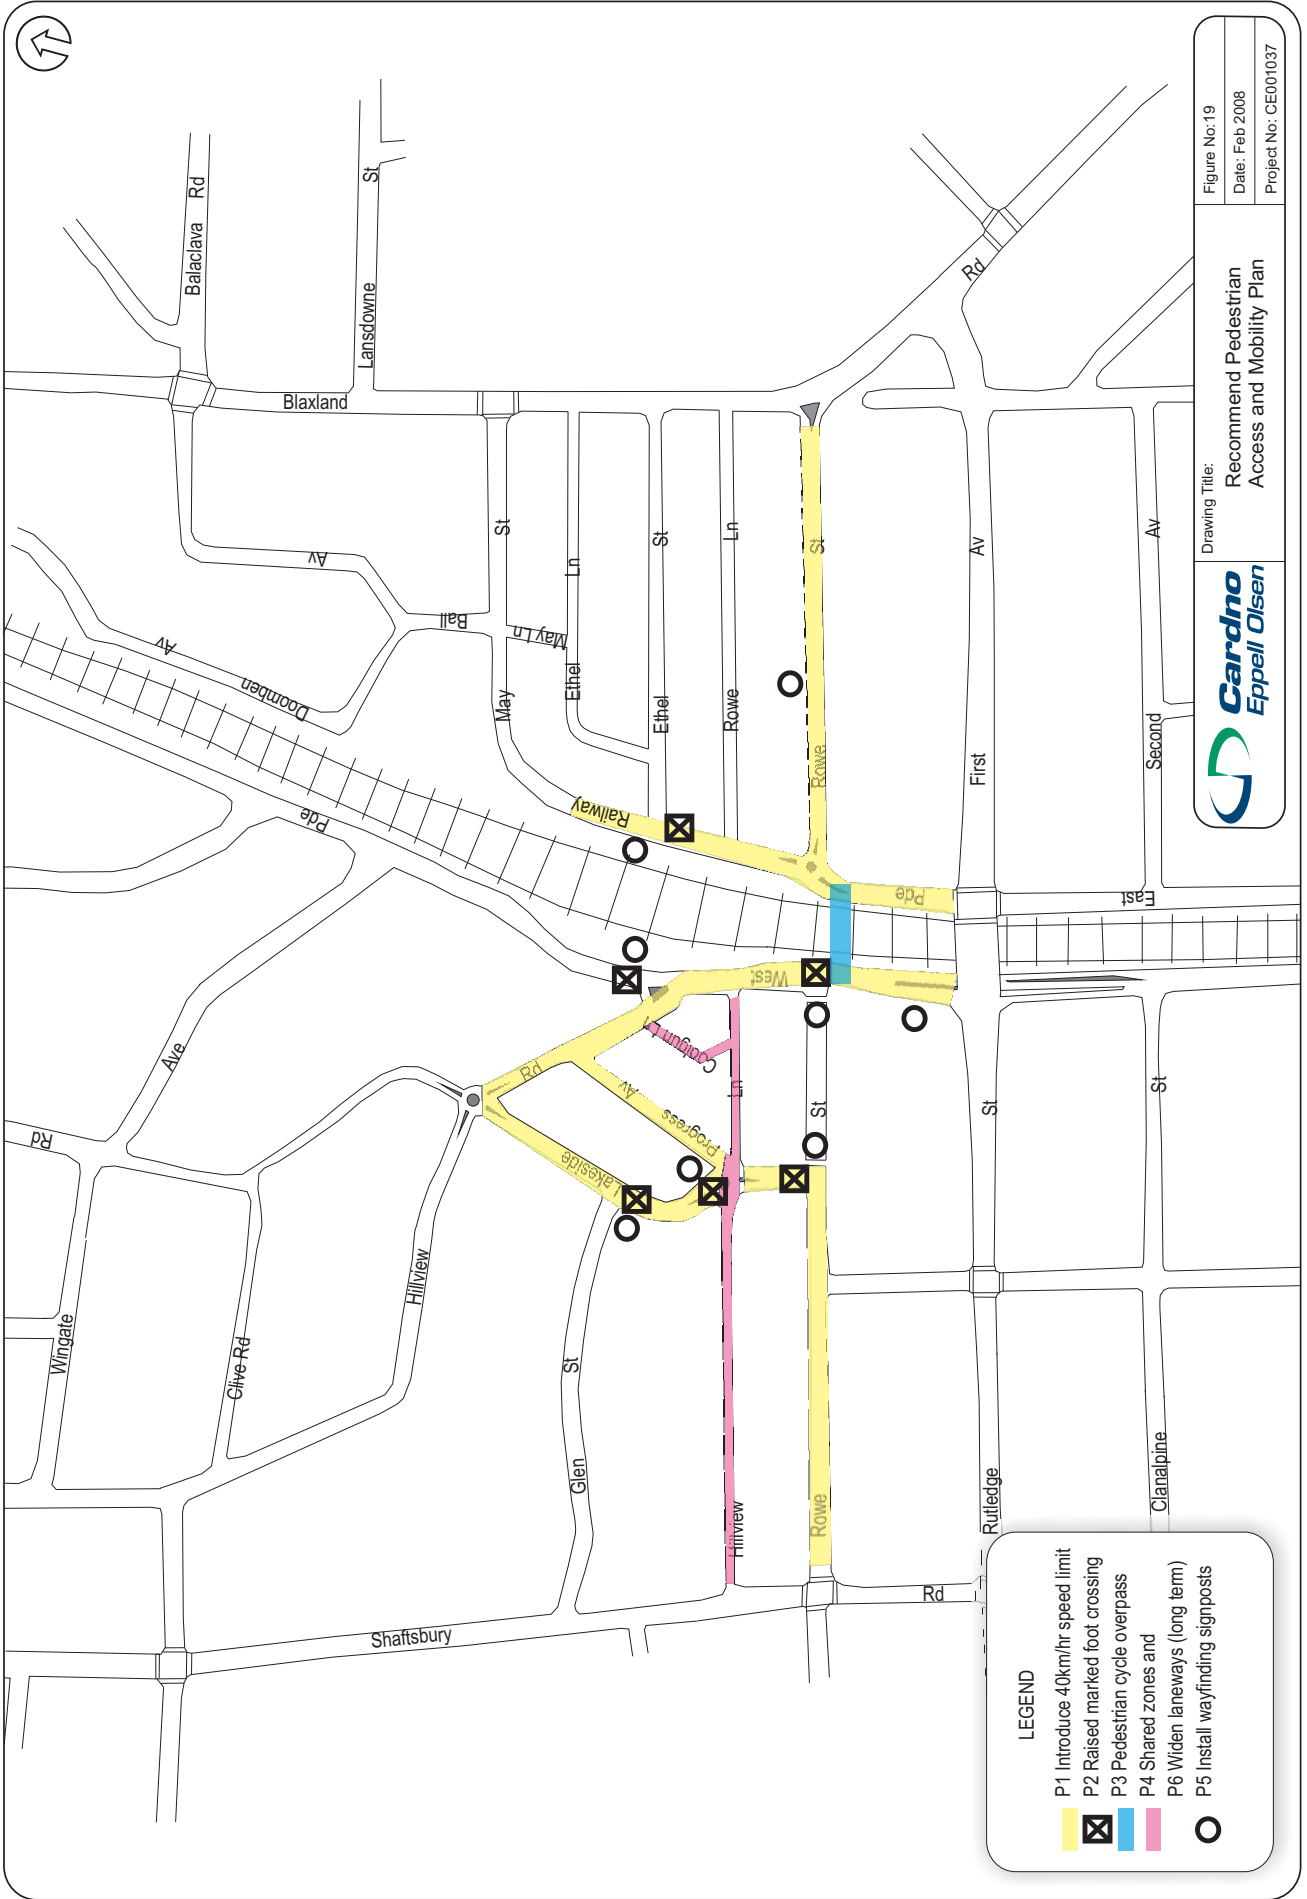 Shaftsbury
Rd
Wingate
Rd
Clive Rd
Ave
Hillview
Glen
St
Hillview
Ln
Rowe
St
Rutledge
St
Clanalpine
St
Lakeside
Rd
Progress
Av
Coolgun Ln
West
Pde
Railway
Pde
East
Rowe
St
First
Av
Second
Av
Rowe
Ln
Ethel
St
Ethel
Ln
May Ln
May
St
Ball
Av
Doomben
Av
Blaxland
Rd
Balaclava
Rd
Lansdowne
St
LEGEND
P1 Introduce 40km/hr speed limit
P2 Raised marked foot crossing
P3 Pedestrian cycle overpass
P4 Shared zones and
P6 Widen laneways (long term)
P5 Install wayfinding signposts
Cardno
Eppell Olsen
Drawing Title:
Recommend Pedestrian
Access and Mobility Plan
Figure No:19
Date: Feb 2008
Project No: CE001037